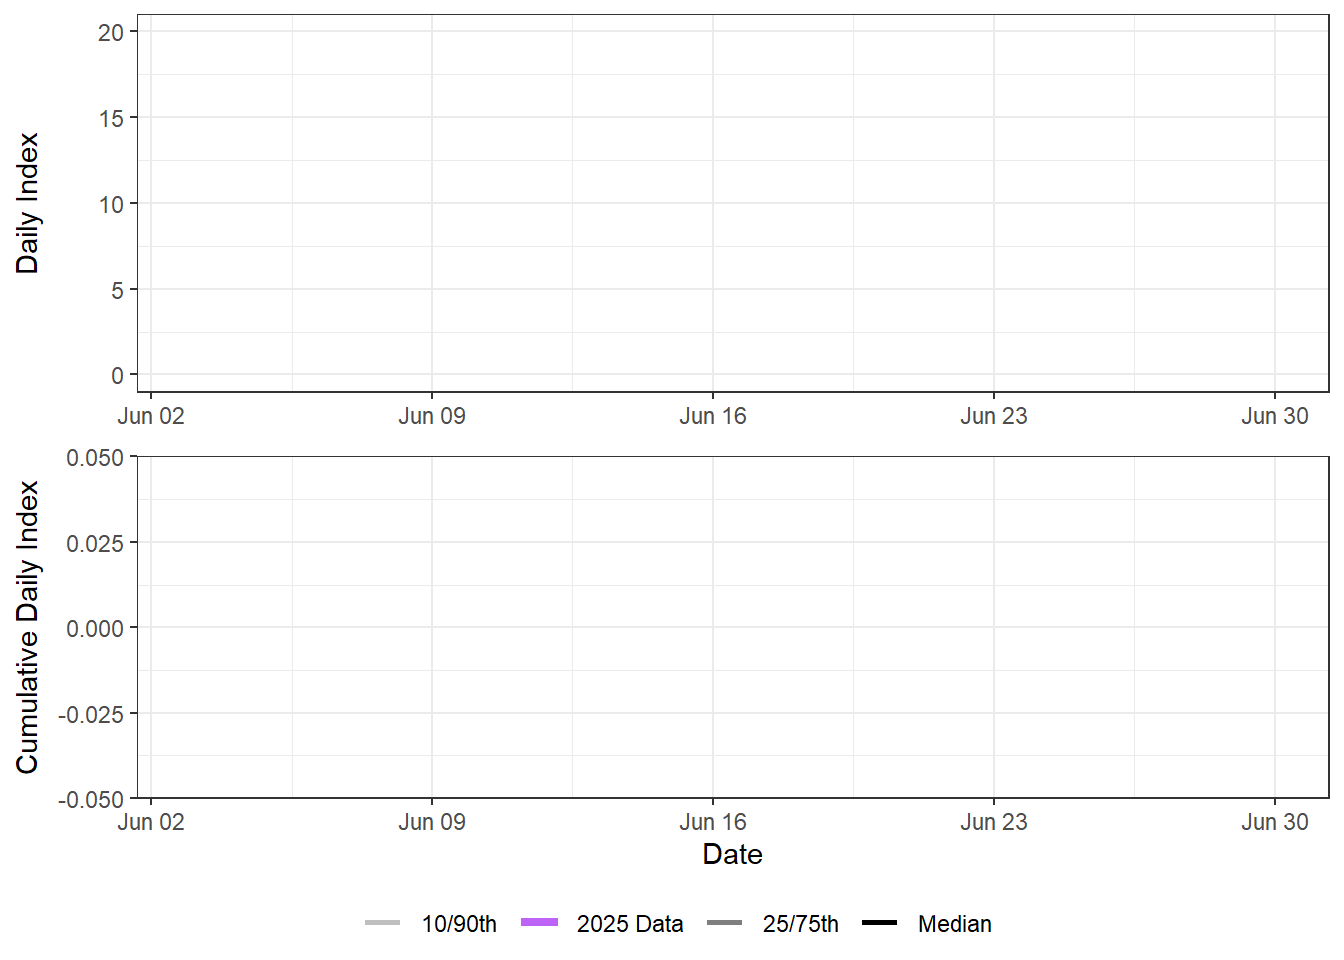 Daily Index
20
15
10
5
0
Jun 02 Jun 09 Jun 16 Jun 23 Jun 30
Cumulative Daily Index
0.050
0.025
0.000
-0.025
-0.050
Jun 02 Jun 09 Jun 16 Jun 23 Jun 30
Date
10/90th 2025 Data 25/75th Median